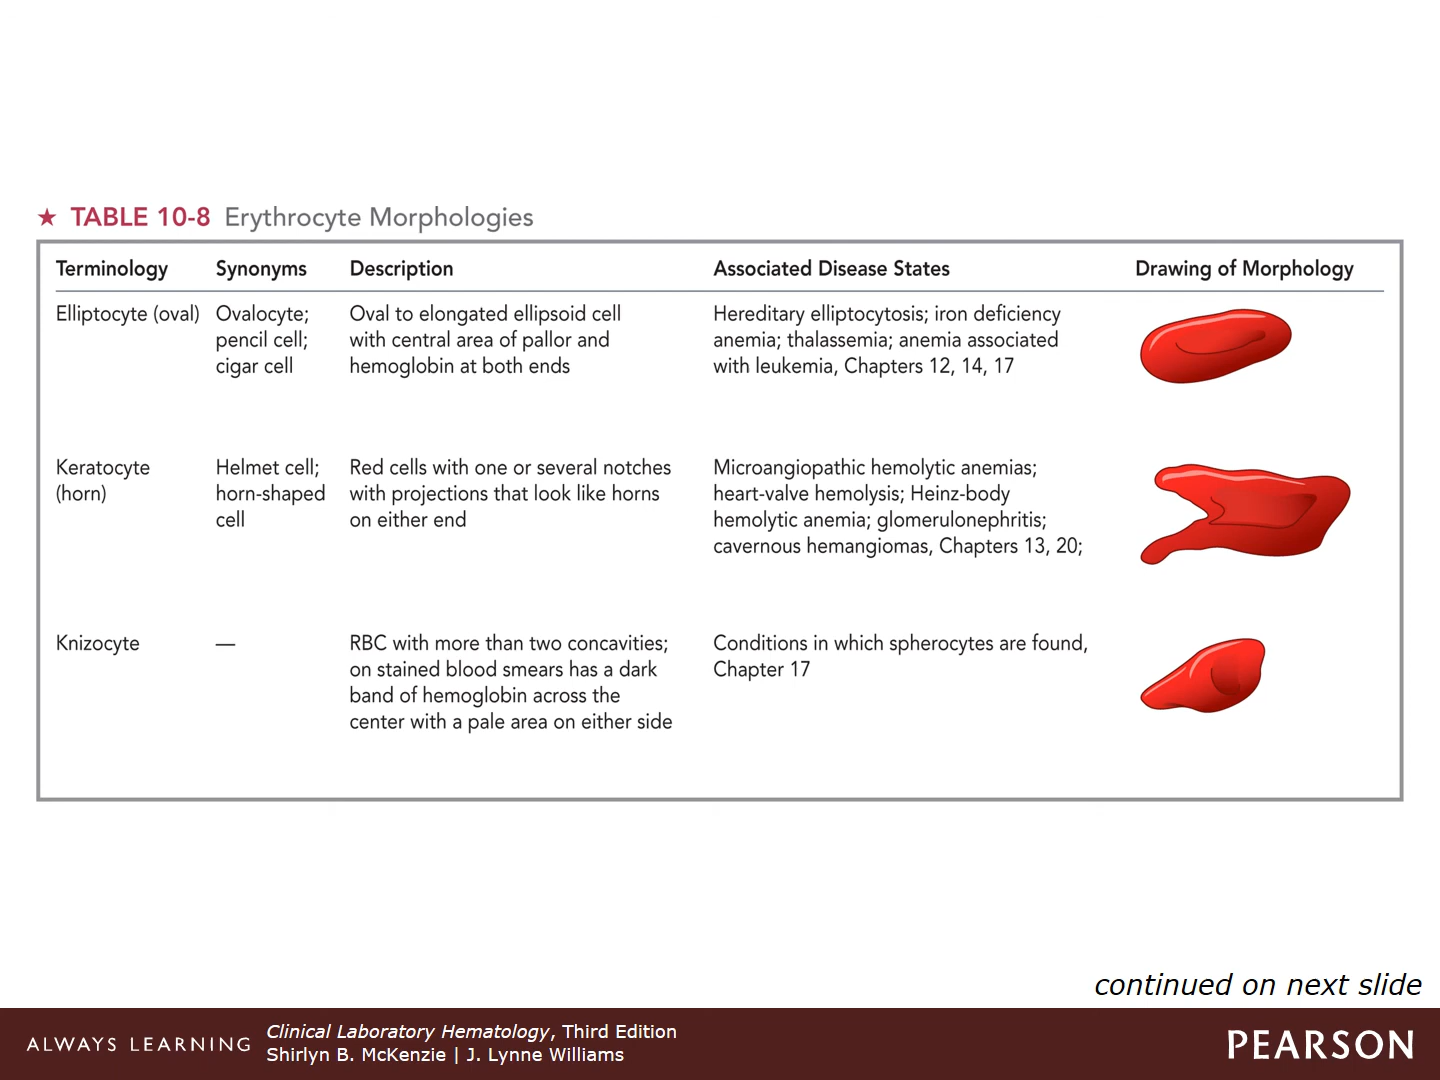 ★ TABLE 10-8 Erythrocyte Morphologies
Terminology Synonyms Description Associated Disease States Drawing of Morphology
Elliptocyte (oval) Ovalocyte; Oval to elongated ellipsoid cell Hereditary elliptocytosis; iron deficiency
pencil cell; with central area of pallor and anemia; thalassemia; anemia associated
cigar cell hemoglobin at both ends with leukemia, Chapters 12, 14, 17
Keratocyte Helmet cell; Red cells with one or several notches Microangiopathic hemolytic anemias;
(horn) horn-shaped with projections that look like horns heart-valve hemolysis; Heinz-body
cell on either end hemolytic anemia; glomerulonephritis;
cavernous hemangiomas, Chapters 13, 20;
Knizocyte — RBC with more than two concavities; Conditions in which spherocytes are found,
on stained blood smears has a dark Chapter 17
band of hemoglobin across the
center with a pale area on either side
continued on next slide
ALWAYS LEARNING Clinical Laboratory Hematology, Third Edition PEARSON
Shirlyn B. McKenzie | J. Lynne Williams